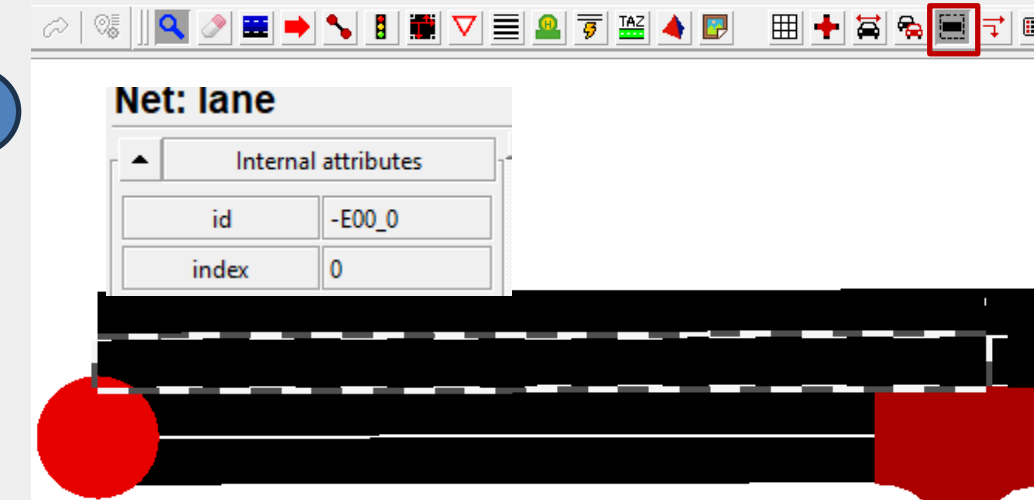 H
TAZ
Net: lane
Internal attributes
id -E00_0
index 0